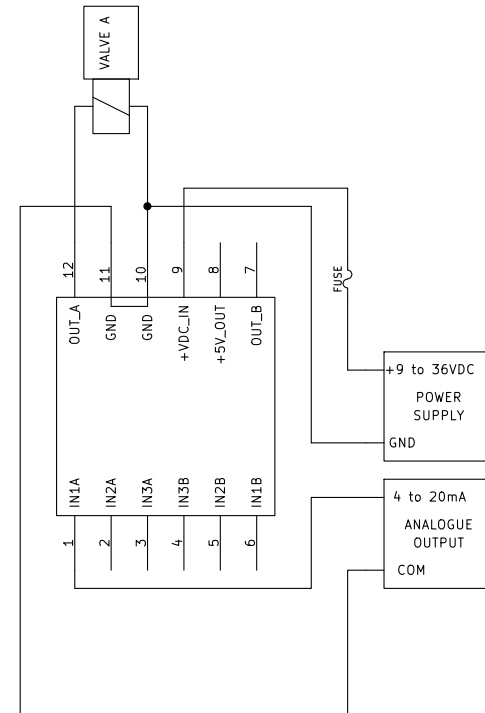 VALVE A
12
11
10
9
8
7
OUT_A
GND
GND
+VDC_IN
+5V_OUT
OUT_B
FUSE
+9 to 36VDC
POWER
SUPPLY
GND
IN1A
IN2A
IN3A
IN3B
IN2B
IN1B
1
2
3
4
5
6
4 to 20mA
ANALOGUE
OUTPUT
COM